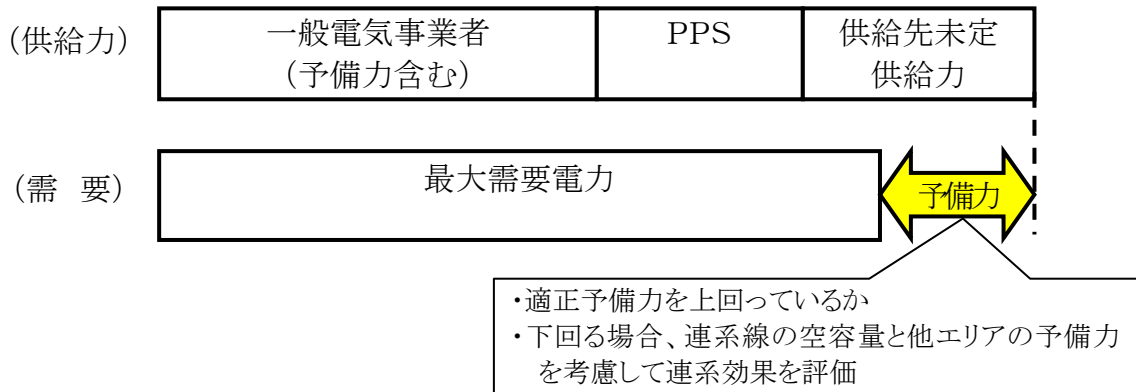 (供給力)
一般電気事業者
(予備力含む)
PPS
供給先未定
供給力
(需 要)
最大需要電力
予備力
・適正予備力を上回っているか
・下回る場合、連系線の空容量と他エリアの予備力
を考慮して連系効果を評価